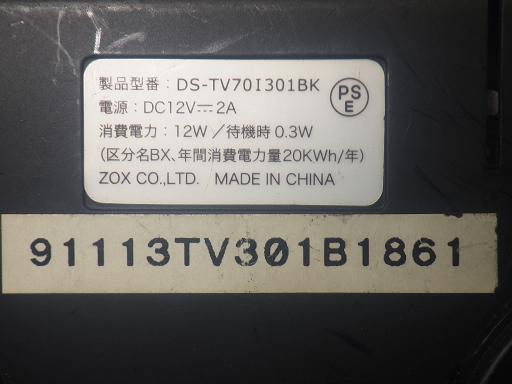 製品型番：DS-TV70I301BK
PS
E
電源：DC12V⎓2A
消費電力：12W／待機時0.3W
（区分名BX、年間消費電力量20KWh/年）
ZOX CO.,LTD. MADE IN CHINA
91113TV301B1861